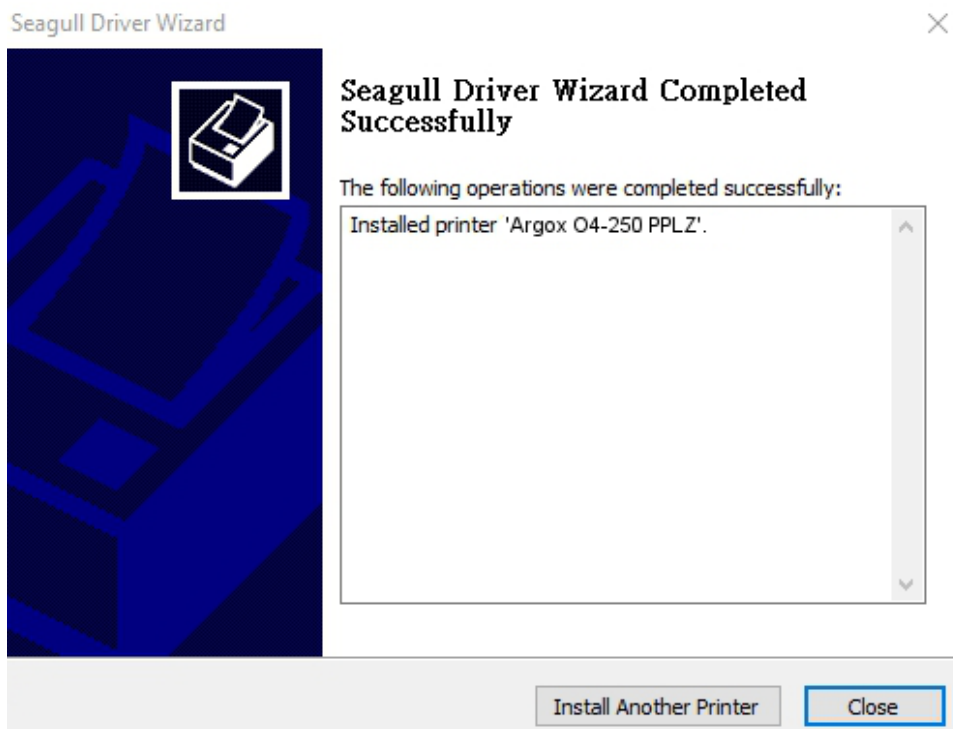 Seagull Driver Wizard
Seagull Driver Wizard Completed
Successfully
The following operations were completed successfully:
Installed printer 'Argox O4-250 PPLZ'.
Install Another Printer
Close